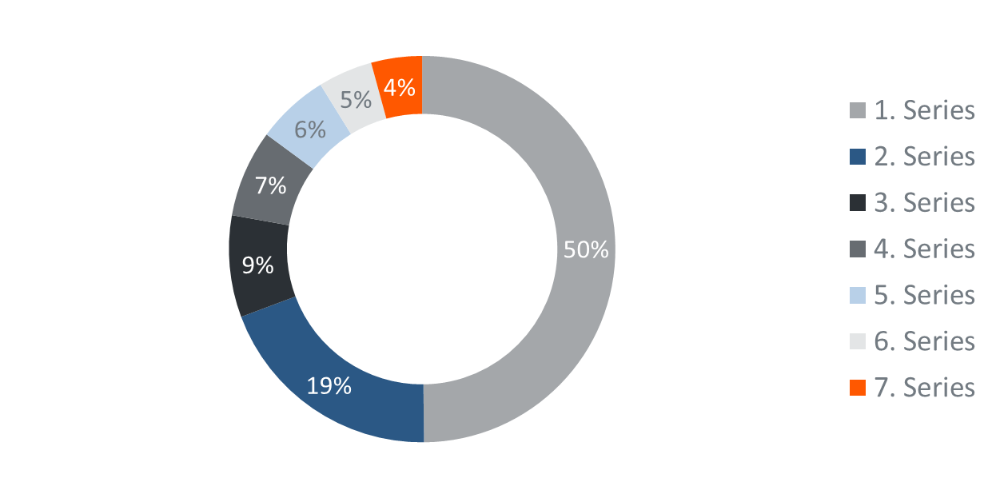 4%
5%
6%
7%
50%
9%
19%
1. Series
2. Series
3. Series
4. Series
5. Series
6. Series
7. Series